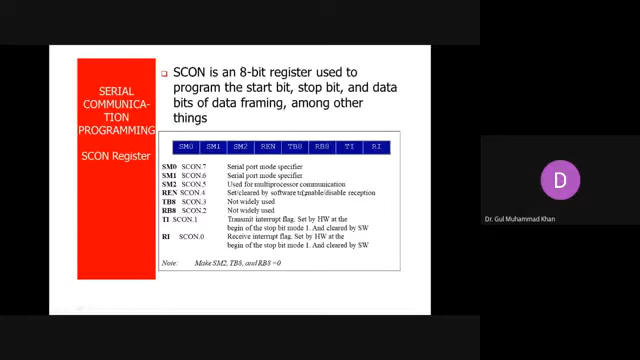 SERIAL
COMMUNICA-
TION
PROGRAMMING
SCON Register
SCON is an 8-bit register used to
program the start bit, stop bit, and data
bits of data framing, among other
things
SM0 SM1 SM2 REN TB8 RB8 TI RI
SM0 SCON.7 Serial port mode specifier
SM1 SCON.6 Serial port mode specifier
SM2 SCON.5 Used for multiprocessor communication
REN SCON.4 Set/cleared by software to enable/disable reception
TB8 SCON.3 Not widely used
RB8 SCON.2 Not widely used
TI SCON.1 Transmit interrupt flag. Set by HW at the
begin of the stop bit mode 1. And cleared by SW
RI SCON.0 Receive interrupt flag. Set by HW at the
begin of the stop bit mode 1. And cleared by SW
Note: Make SM2, TB8, and RB8 =0
D
Dr. Gul Muhammad Khan